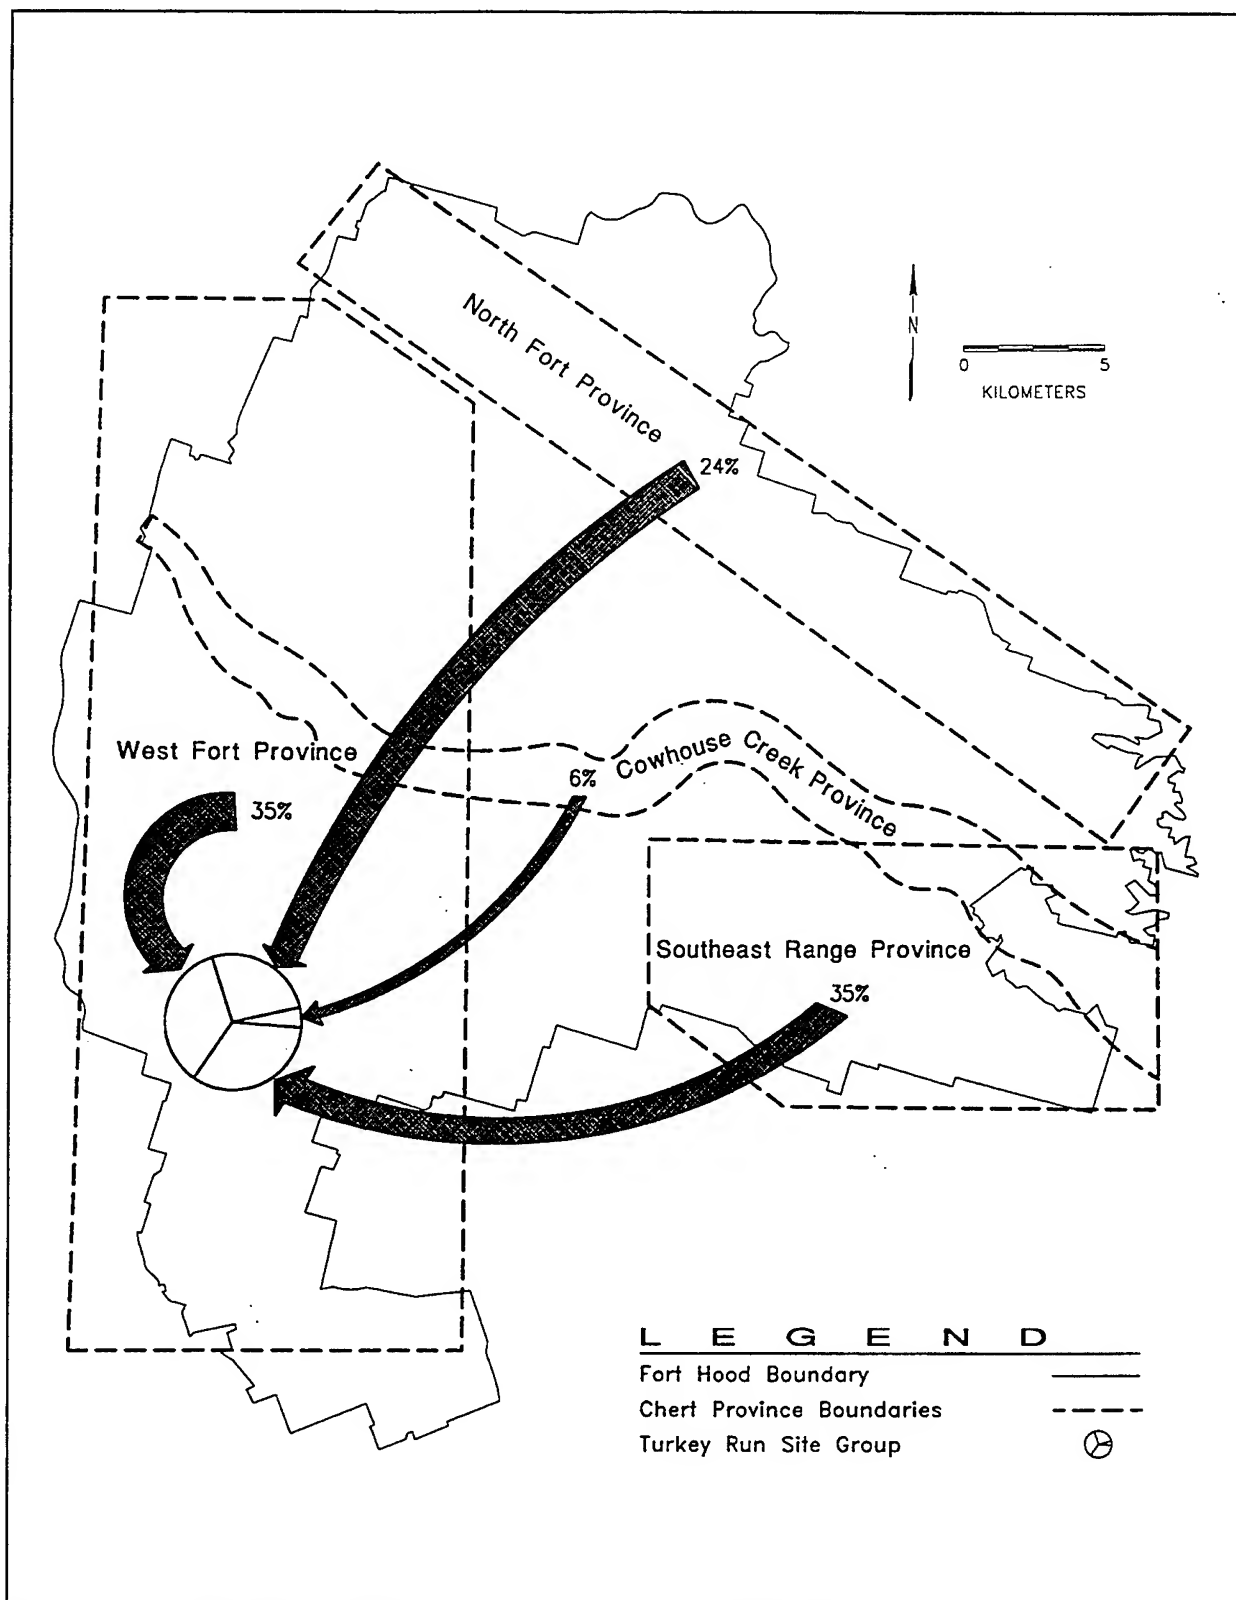 North Fort Province
N
0 5
KILOMETERS
24%
West Fort Province
35%
6%
Cowhouse Creek Province
Southeast Range Province
35%
LEGEND
Fort Hood Boundary
Chert Province Boundaries
Turkey Run Site Group